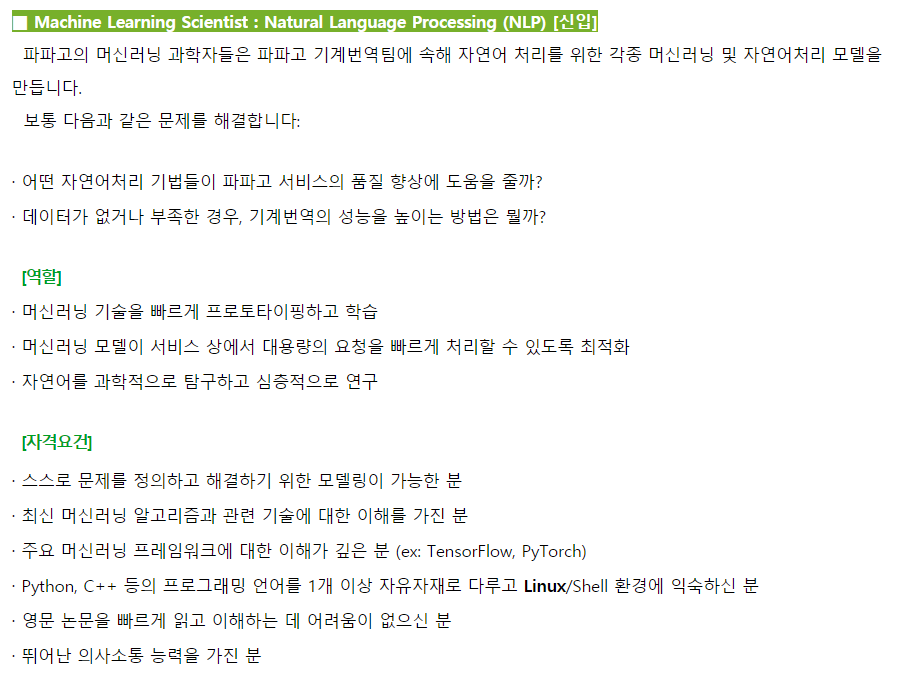 ■ Machine Learning Scientist : Natural Language Processing (NLP) [신입]
파파고의 머신러닝 과학자들은 파파고 기계번역팀에 속해 자연어 처리를 위한 각종 머신러닝 및 자연어처리 모델을
만듭니다.
보통 다음과 같은 문제를 해결합니다:
· 어떤 자연어처리 기법들이 파파고 서비스의 품질 향상에 도움을 줄까?
· 데이터가 없거나 부족한 경우, 기계번역의 성능을 높이는 방법은 뭘까?
[역할]
· 머신러닝 기술을 빠르게 프로토타이핑하고 학습
· 머신러닝 모델이 서비스 상에서 대용량의 요청을 빠르게 처리할 수 있도록 최적화
· 자연어를 과학적으로 탐구하고 심층적으로 연구
[자격요건]
· 스스로 문제를 정의하고 해결하기 위한 모델링이 가능한 분
· 최신 머신러닝 알고리즘과 관련 기술에 대한 이해를 가진 분
· 주요 머신러닝 프레임워크에 대한 이해가 깊은 분 (ex: TensorFlow, PyTorch)
· Python, C++ 등의 프로그래밍 언어를 1개 이상 자유자재로 다루고 Linux/Shell 환경에 익숙하신 분
· 영문 논문을 빠르게 읽고 이해하는 데 어려움이 없으신 분
· 뛰어난 의사소통 능력을 가진 분